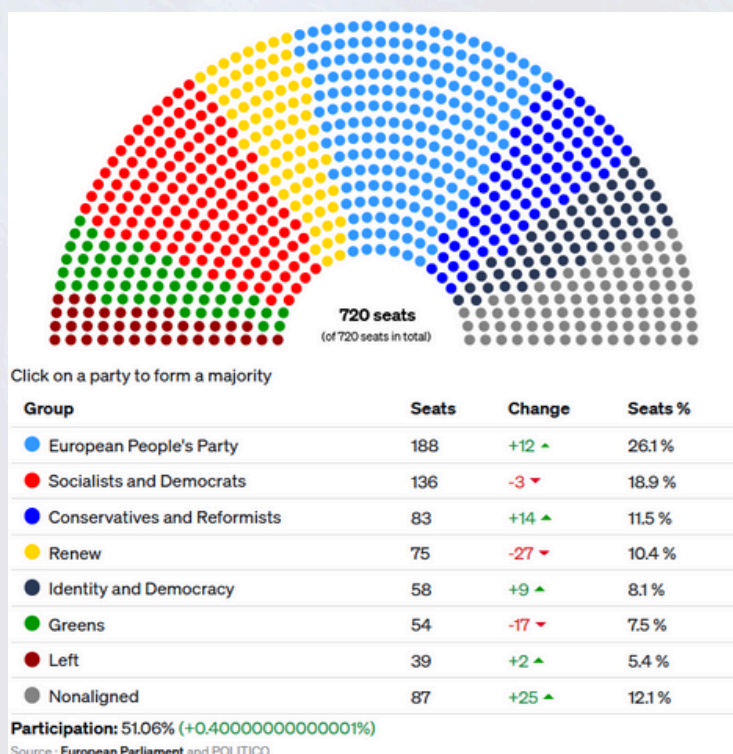 720 seats
(of 720 seats in total)
Click on a party to form a majority
Group Seats Change Seats %
European People's Party 188 +12 26.1 %
Socialists and Democrats 136 -3 18.9 %
Conservatives and Reformists 83 +14 11.5 %
Renew 75 -27 10.4 %
Identity and Democracy 58 +9 8.1 %
Greens 54 -17 7.5 %
Left 39 +2 5.4 %
Nonaligned 87 +25 12.1 %
Participation: 51.06% (+0.40000000000001%)
Source : European Parliament and POLITICO